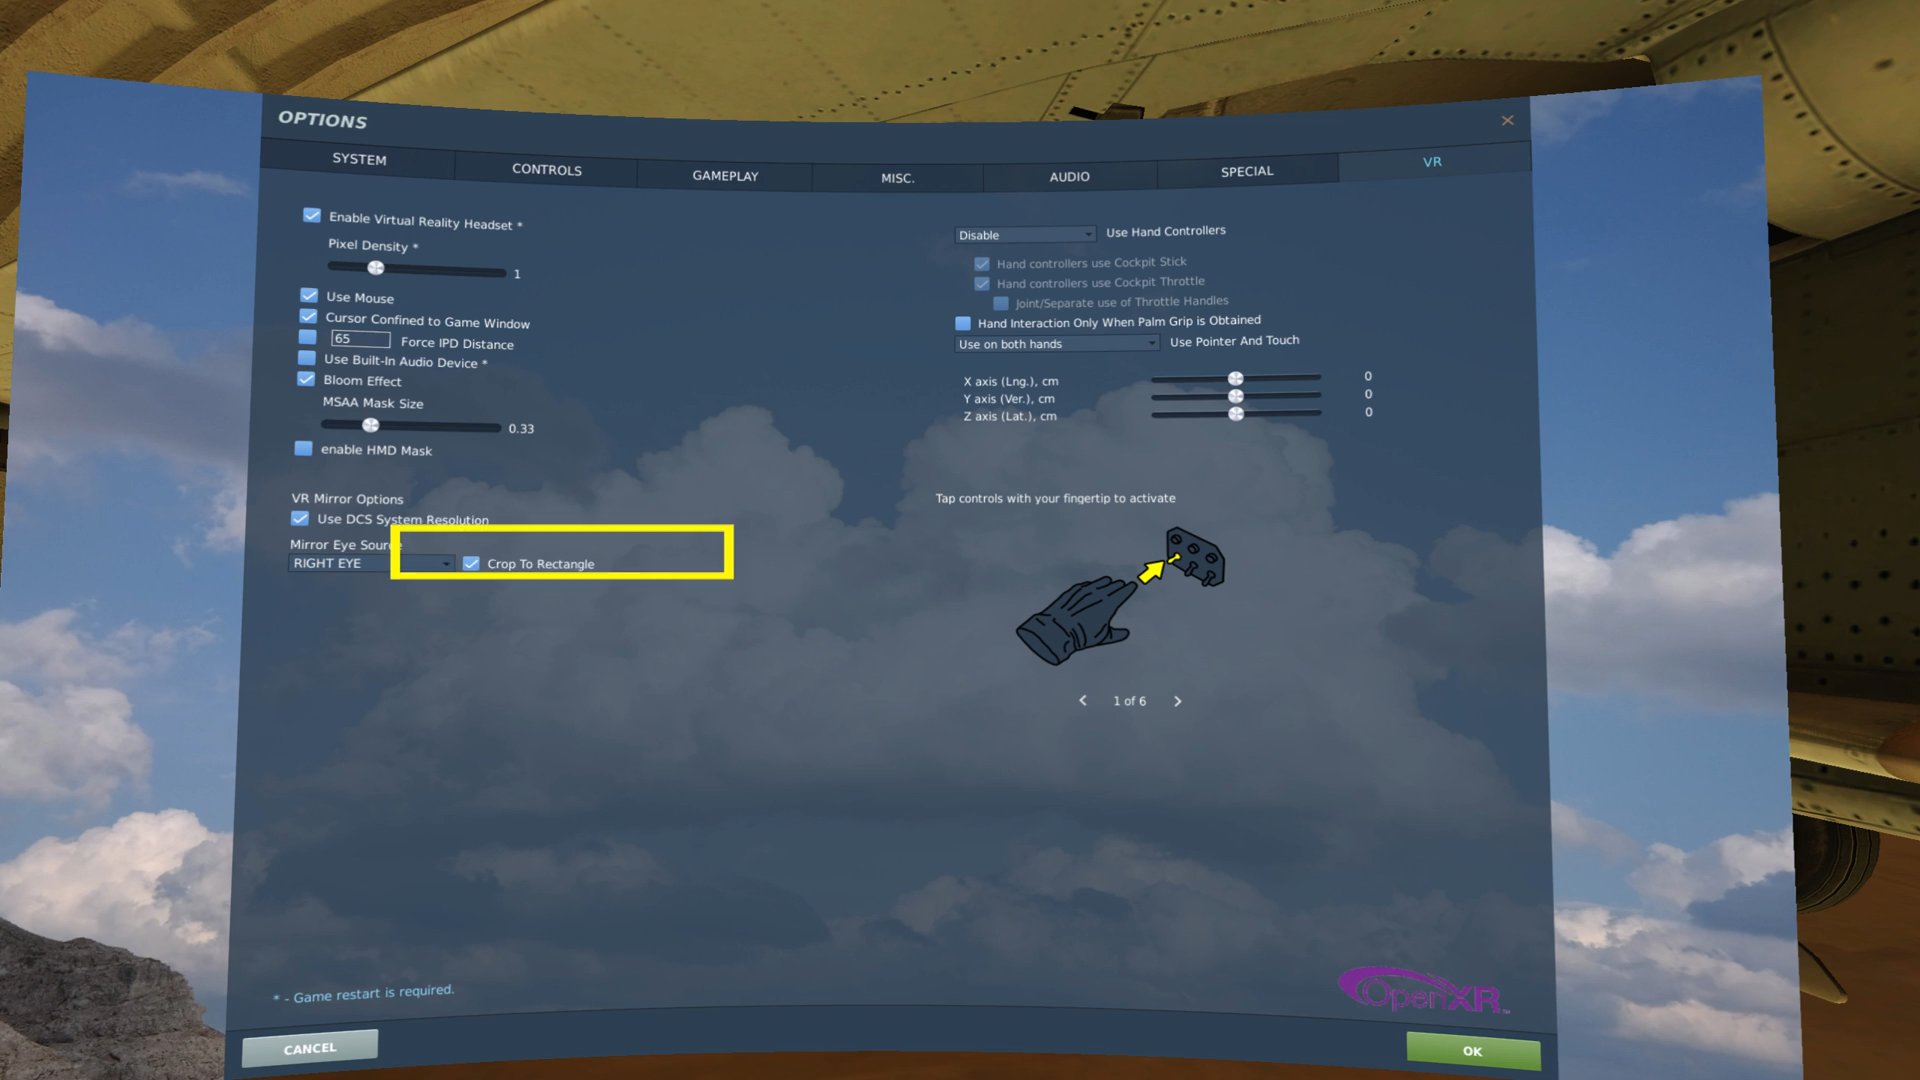 OPTIONS
SYSTEM
CONTROLS
GAMEPLAY
MISC.
AUDIO
SPECIAL
VR
Enable Virtual Reality Headset *
Pixel Density *
1
Use Mouse
Cursor Confined to Game Window
65 Force IPD Distance
Use Built-In Audio Device *
Bloom Effect
MSAA Mask Size
0.33
enable HMD Mask
VR Mirror Options
Use DCS System Resolution
Mirror Eye Source
RIGHT EYE Crop To Rectangle
Disable Use Hand Controllers
Hand controllers use Cockpit Stick
Hand controllers use Cockpit Throttle
Joint/Separate use of Throttle Handles
Hand Interaction Only When Palm Grip is Obtained
Use on both hands Use Pointer And Touch
X axis (Lng.), cm 0
Y axis (Ver.), cm 0
Z axis (Lat.), cm 0
Tap controls with your fingertip to activate
< 1 of 6 >
* - Game restart is required.
OpenXR™
CANCEL
OK